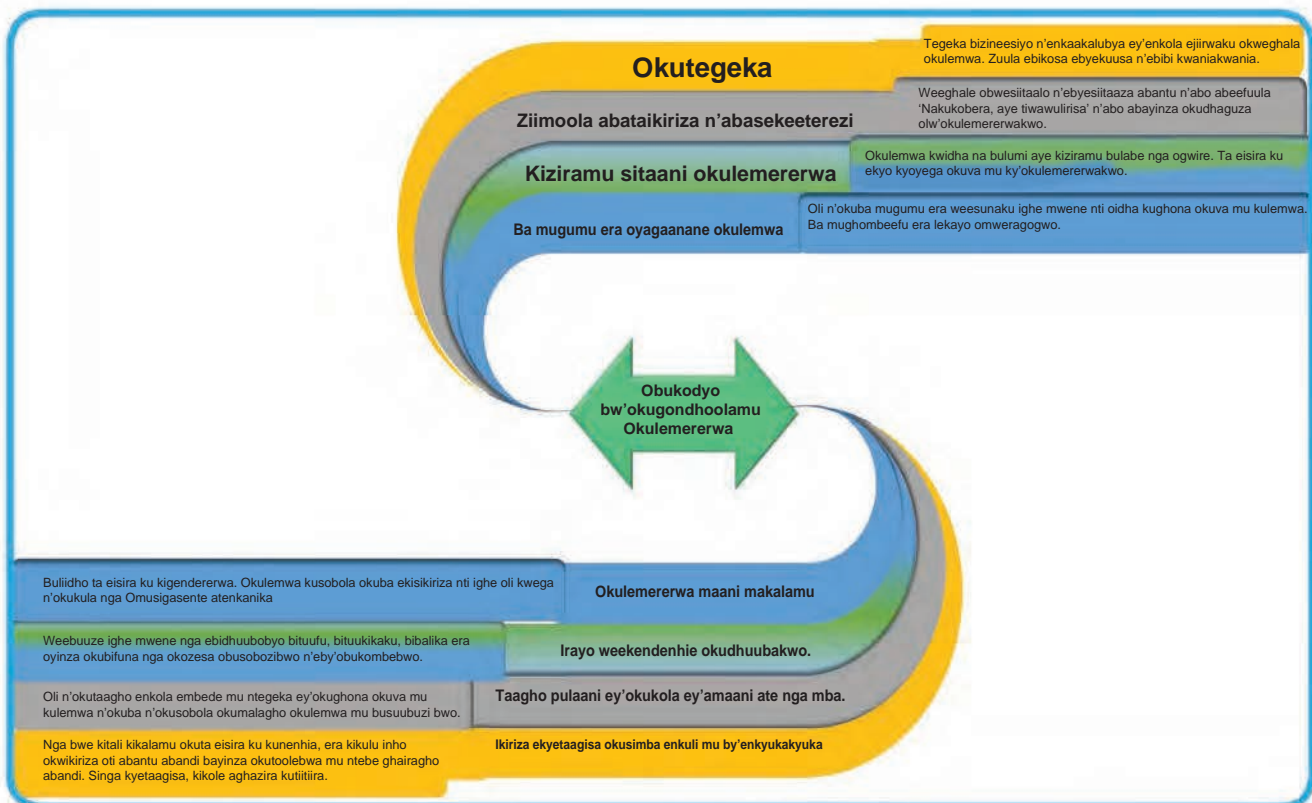 Okutegeka
Tegeka bizineesiyo n'enkaakalubya ey'enkola ejiirwaku okweghala
okulemwa. Zuula ebikosa ebyekuusa n'ebibi kwaniakwania.
Ziimoola abataikiriza n'abasekeeterezi
Weeghale obwesiitaalo n'ebyesiitaaza abantu n'abo abeefuula
‘Nakukobera, aye tiwawulirisa’ n'abo abayinza okudhaguza
olw'okulemererwakwo.
Kiziramu sitaani okulemererwa
Okulemwa kwidha na bulumi aye kiziramu bulabe nga ogwire. Ta eisira ku
ekyo kyoyega okuva mu ky'okulemererwakwo.
Ba mugumu era oyagaanane okulemwa
Oli n'okuba mugumu era weesunaku ighe mwene nti oidha kughona okuva mu kulemwa.
Ba mughombeefu era lekayo omweragogwo.
Obukodyo
bw'okugondhoolamu
Okulemererwa
Buliidho ta eisira ku kigendererwa. Okulemwa kusobola okuba ekisikiriza nti ighe oli kwega
n'okukula nga Omusigasente atenkanika
Okulemererwa maani makalamu
Weebuuze ighe mwene nga ebidhuubobyo bituufu, bituukikaku, bibalika era
oyinza okubifuna nga okozesa obusobozibwo n'eby'obukombebwo.
Irayo weekendenhie okudhuubakwo.
Oli n'okutaagho enkola embede mu ntegeka ey'okughona okuva mu
kulemwa n'okuba n'okusobola okumalagho okulemwa mu busuubuzi bwo.
Taagho pulaani ey'okukola ey'amaani ate nga mba.
Nga bwe kitali kikalamu okuta eisira ku kunenhia, era kikulu inho
okwikiriza oti abantu abandi bayinza okutoolebwa mu ntebe ghairagho
abandi. Singa kyetaagisa, kikole aghazira kutiitiira.
Ikiriza ekyetaagisa okusimba enkuli mu by'enkyukakyuka